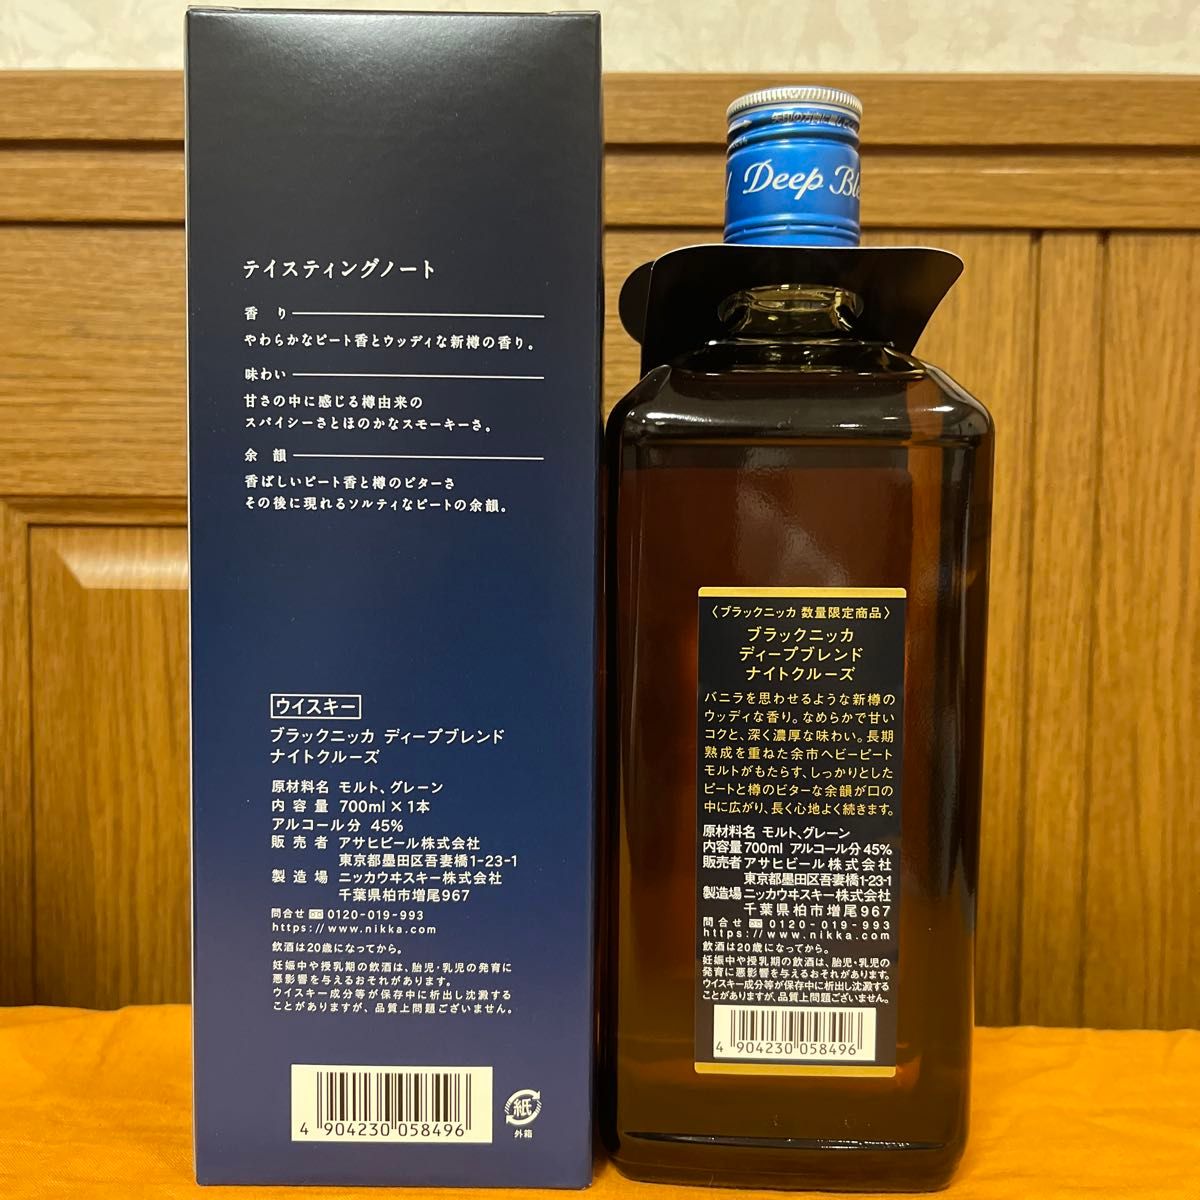 テイスティングノート
香り
やわらかなピート香とウッディな新樽の香り。
味わい
甘さの中に感じる樽由来の
スパイシーさとほのかなスモーキーさ。
余韻
香ばしいピート香と樽のビターさ
その後に現れるソルティなピートの余韻。
ウイスキー
ブラックニッカ ディープブレンド
ナイトクルーズ
原材料名 モルト、グレーン
内容量 700ml×1本
アルコール分 45%
販売者 アサヒビール株式会社
東京都墨田区吾妻橋1-23-1
製造場 ニッカウヰスキー株式会社
千葉県柏市増尾967
問合せ 0120-019-993
https://www.nikka.com
飲酒は20歳になってから。
妊娠中や授乳期の飲酒は、胎児・乳児の発育に
悪影響を与えるおそれがあります。
ウイスキー成分等が保存中に析出し沈澱する
ことがありますが、品質上問題ございません。
4 904230 058496
紙
外箱
Deep Bl
〈ブラックニッカ 数量限定商品〉
ブラックニッカ
ディープブレンド
ナイトクルーズ
バニラを思わせるような新樽の
ウッディな香り。なめらかで甘い
コクと、深く濃厚な味わい。長期
熟成を重ねた余市ヘビーピート
モルトがもたらす、しっかりとした
ピートと樽のビターな余韻が口の
中に広がり、長く心地よく続きます。
原材料名 モルト、グレーン
内容量700ml アルコール分45%
販売者アサヒビール株式会社
東京都墨田区吾妻橋1-23-1
製造場ニッカウヰスキー株式会社
千葉県柏市増尾967
問合せ 0120-019-993
https://www.nikka.com
飲酒は20歳になってから。
妊娠中や授乳期の飲酒は、胎児・乳児の
発育に悪影響を与えるおそれがあります。
ウイスキー成分等が保存中に析出し沈澱する
ことがありますが、品質上問題ございません。
4 904230 058496